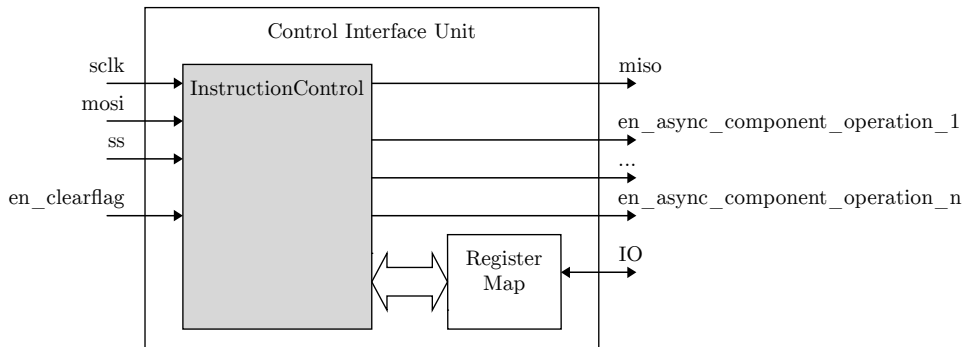 Control Interface Unit
sclk
InstructionControl
miso
mosi
en_async_component_operation_1
ss
...
en_clearflag
en_async_component_operation_n
Register
Map
IO